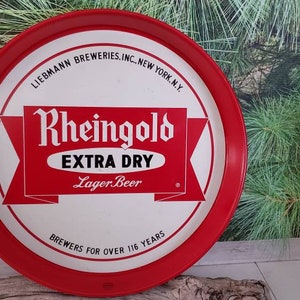 LIEBMANN BREWERIES, INC. NEW YORK, N.Y.
Rheingold
EXTRA DRY
Lager Beer
®
BREWERS FOR OVER 116 YEARS